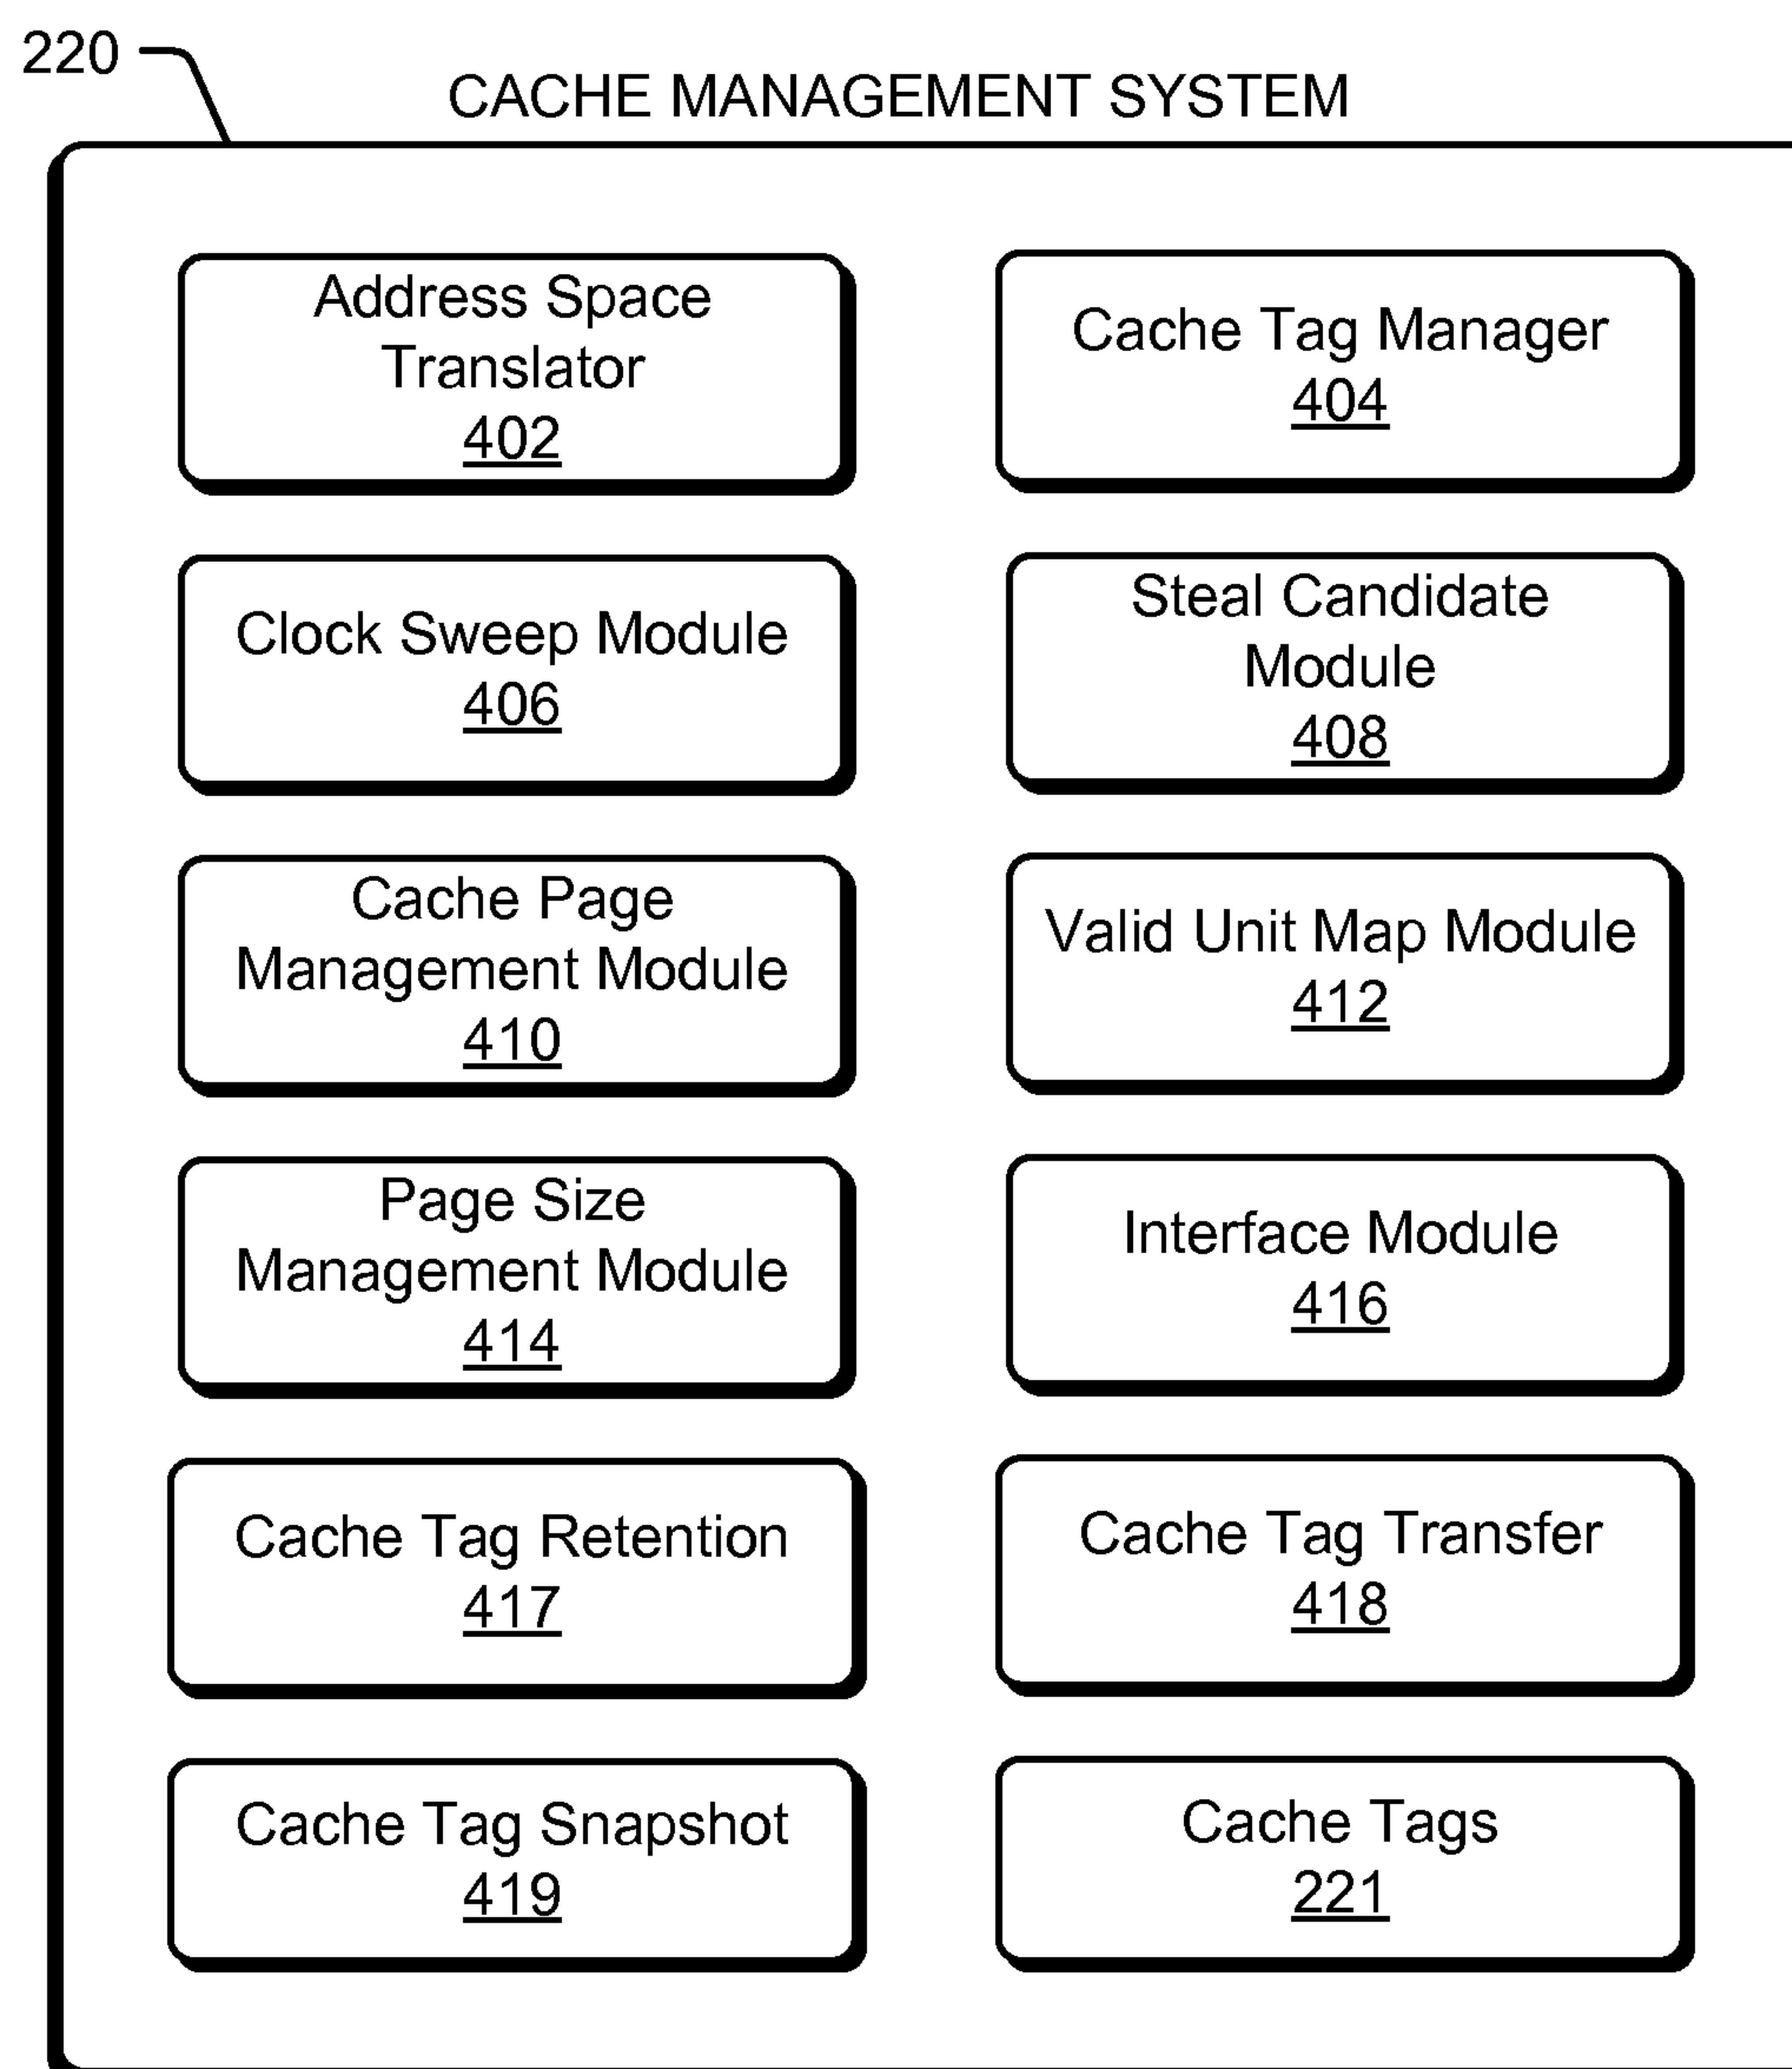 220
CACHE MANAGEMENT SYSTEM
Address Space
Translator
402
Cache Tag Manager
404
Clock Sweep Module
406
Steal Candidate
Module
408
Cache Page
Management Module
410
Valid Unit Map Module
412
Page Size
Management Module
414
Interface Module
416
Cache Tag Retention
417
Cache Tag Transfer
418
Cache Tag Snapshot
419
Cache Tags
221